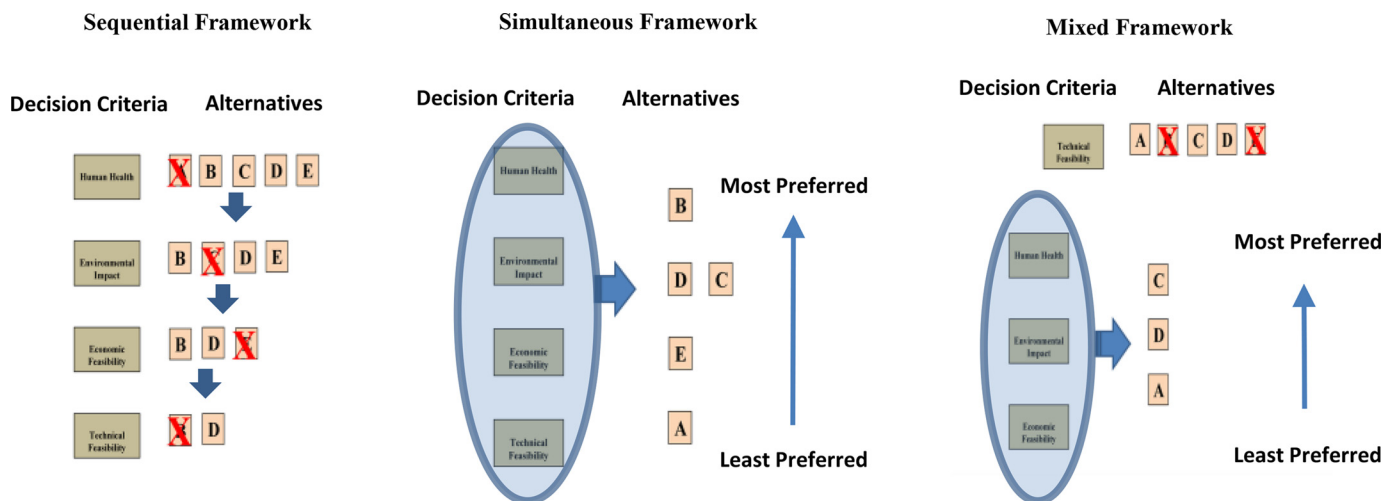 Sequential Framework
Decision Criteria Alternatives
Human Health
A B C D E
Environmental
Impact
B C D E
Economic
Feasibility
B D E
Technical
Feasibility
B D
Simultaneous Framework
Decision Criteria Alternatives
Human Health
Environmental
Impact
Economic
Feasibility
Technical
Feasibility
B
D C
E
A
Most Preferred
Least Preferred
Mixed Framework
Decision Criteria Alternatives
Technical
Feasibility
A B C D E
Human Health
Environmental
Impact
Economic
Feasibility
C
D
A
Most Preferred
Least Preferred